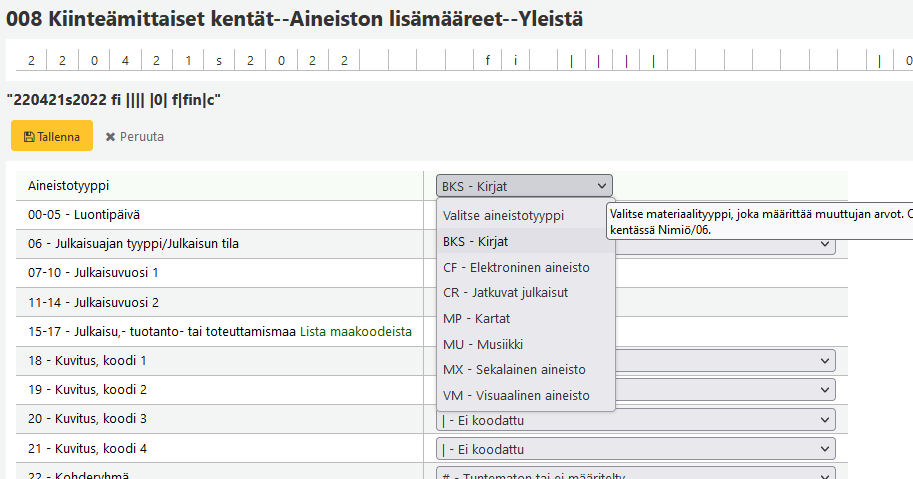 008 Kiinteämittaiset kentät--Aineiston lisämääreet--Yleistä
2 2 0 4 2 1 s 2 0 2 2 f i | | | | | 0
"220421s2022 fi |||| |0| f|fin|c"
Tallenna Peruuta
Aineistotyyppi BKS - Kirjat
00-05 - Luontipäivä Valitse aineistotyyppi
Valitse materiaalityyppi, joka määrittää muuttujan arvot.
kentässä Nimiö/06.
06 - Julkaisuajan tyyppi/Julkaisun tila BKS - Kirjat
07-10 - Julkaisuvuosi 1 CF - Elektroninen aineisto
11-14 - Julkaisuvuosi 2 CR - Jatkuvat julkaisut
15-17 - Julkaisu,- tuotanto- tai toteuttamismaa Lista maakoodeista MP - Kartat
18 - Kuvitus, koodi 1 MU - Musiikki
19 - Kuvitus, koodi 2 MX - Sekalainen aineisto
VM - Visuaalinen aineisto
20 - Kuvitus, koodi 3 | - Ei koodattu
21 - Kuvitus, koodi 4 | - Ei koodattu
22 - Kohderyhmä # - Tuntematon tai ei määritelty